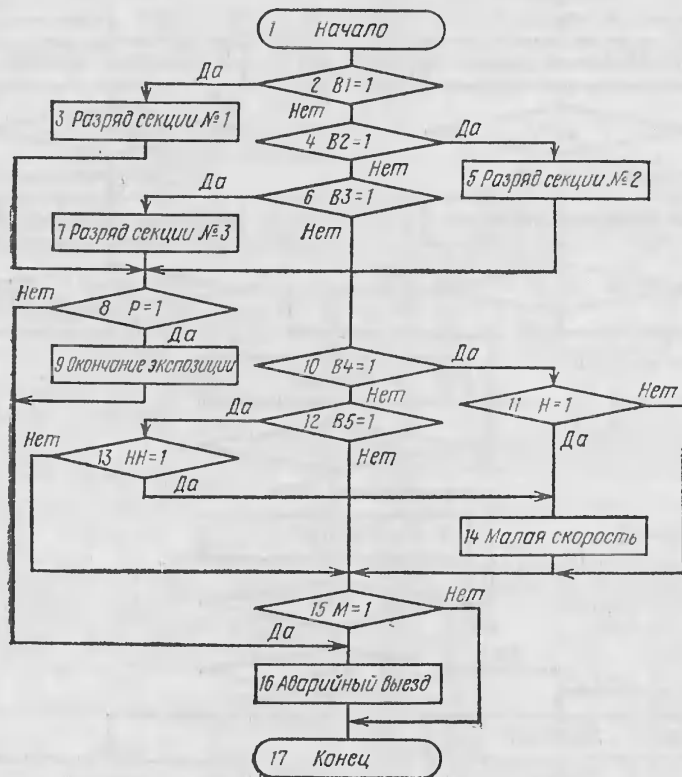 1 Начало
Да
2 В1=1
Нет
3 Разряд секции №1
4 В2=1
Да
Нет
Да
6 В3=1
5 Разряд секции №2
Нет
7 Разряд секции №3
Нет
8 Р=1
Да
9 Окончание экспозиции
10 В4=1
Да
Нет
11 Н=1
Нет
Да
12 В5=1
Нет
13 НН=1
Нет
Да
Да
14 Малая скорость
15 М=1
Нет
Да
16 Аварийный выезд
17 Конец